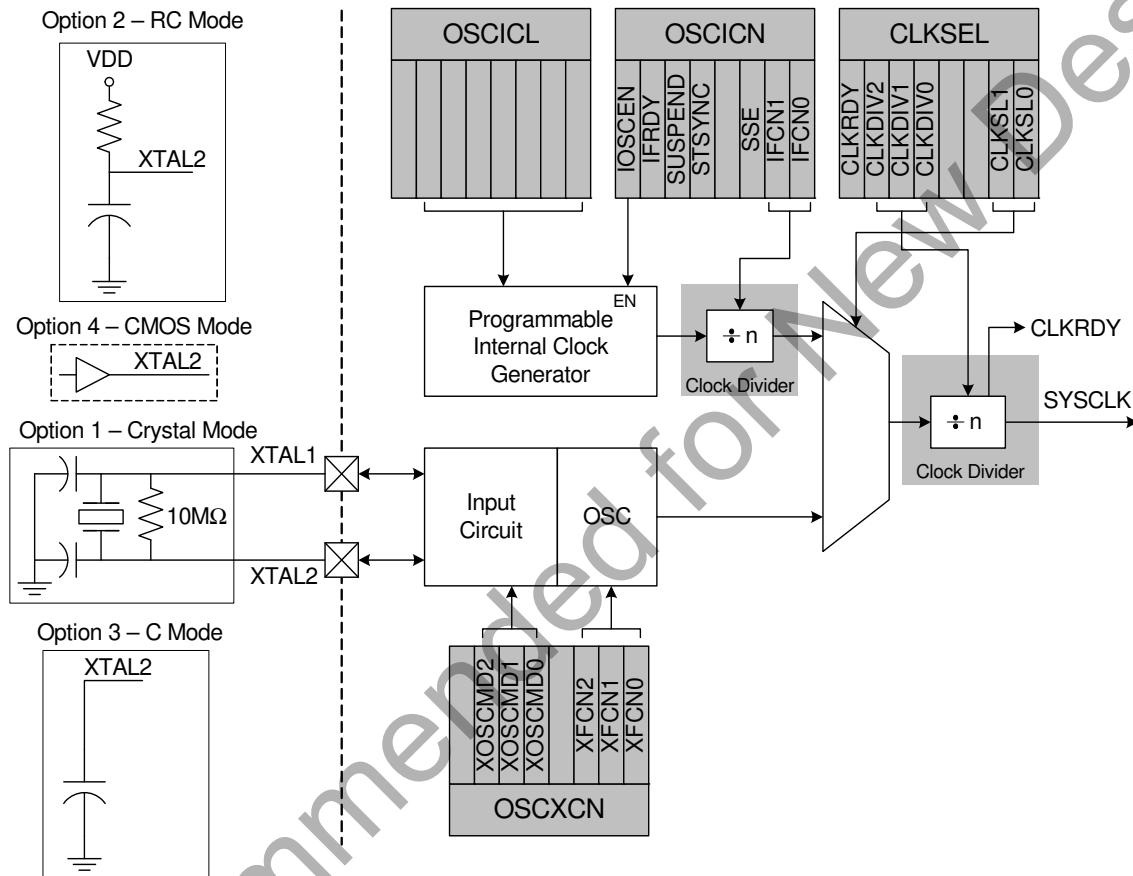 Option 2 – RC Mode
VDD
XTAL2
Option 4 – CMOS Mode
XTAL2
Option 1 – Crystal Mode
XTAL1
10MΩ
XTAL2
Option 3 – C Mode
XTAL2
OSCICL
OSCICN
IOSCEN
IFRDY
SUSPEND
STSYNC
SSE
IFCN1
IFCN0
CLKSEL
CLKRDY
CLKDIV2
CLKDIV1
CLKDIV0
CLKSL1
CLKSL0
EN
Programmable
Internal Clock
Generator
÷ n
Clock Divider
CLKRDY
SYSCLK
÷ n
Clock Divider
Input
Circuit
OSC
XOSCMD2
XOSCMD1
XOSCMD0
XFCN2
XFCN1
XFCN0
OSCXCN
for New